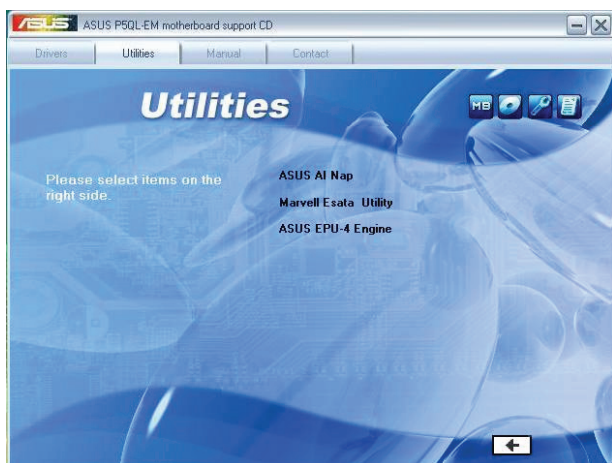 ASUS ASUS P5QL-EM motherboard support CD
Drivers Utilities Manual Contact
Utilities
MB
Please select items on the
right side.
ASUS AI Nap
Marvell Esata Utility
ASUS EPU-4 Engine